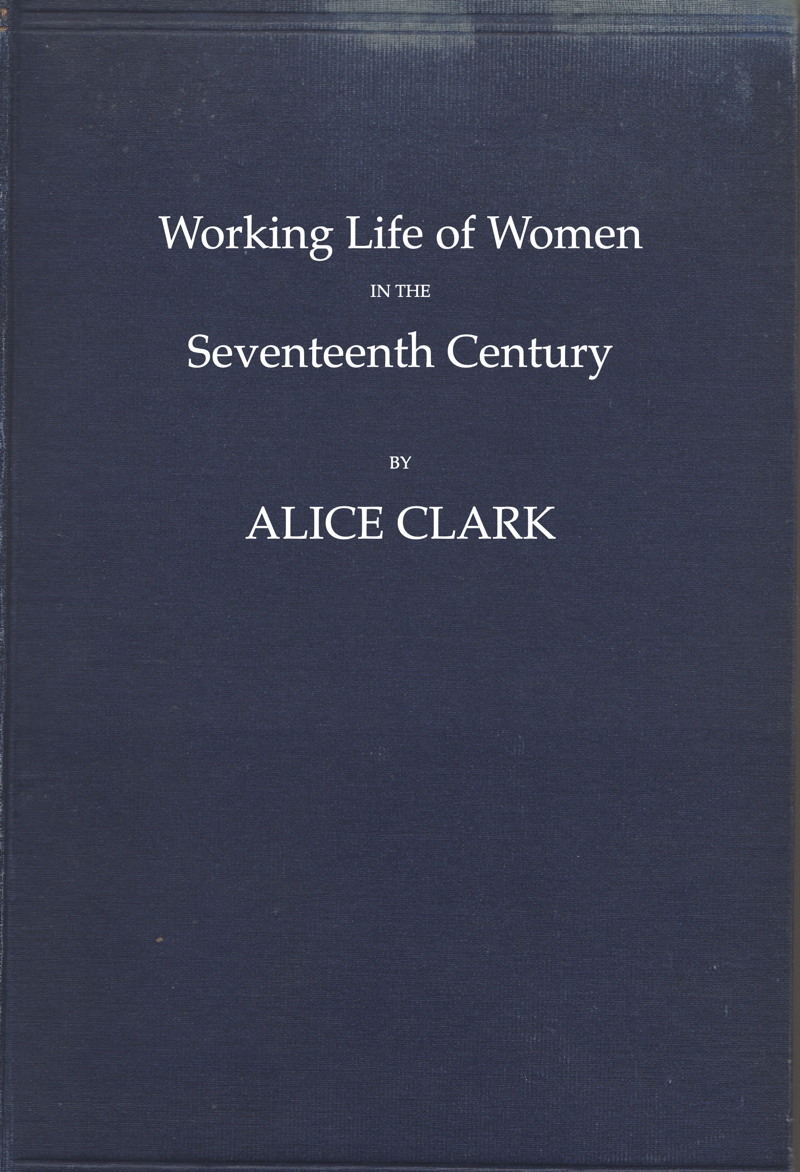 Working Life of Women
IN THE
Seventeenth Century
BY
ALICE CLARK